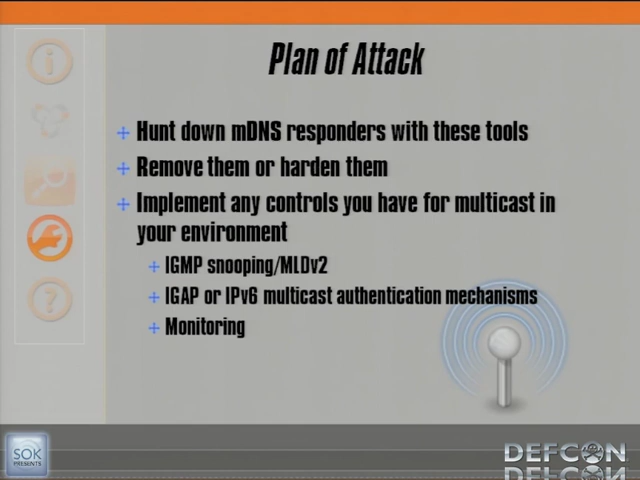 Plan of Attack
Hunt down mDNS responders with these tools
Remove them or harden them
Implement any controls you have for multicast in
your environment
IGMP snooping/MLDv2
IGAP or IPv6 multicast authentication mechanisms
Monitoring
SOK
PRESENTS
DEFCON